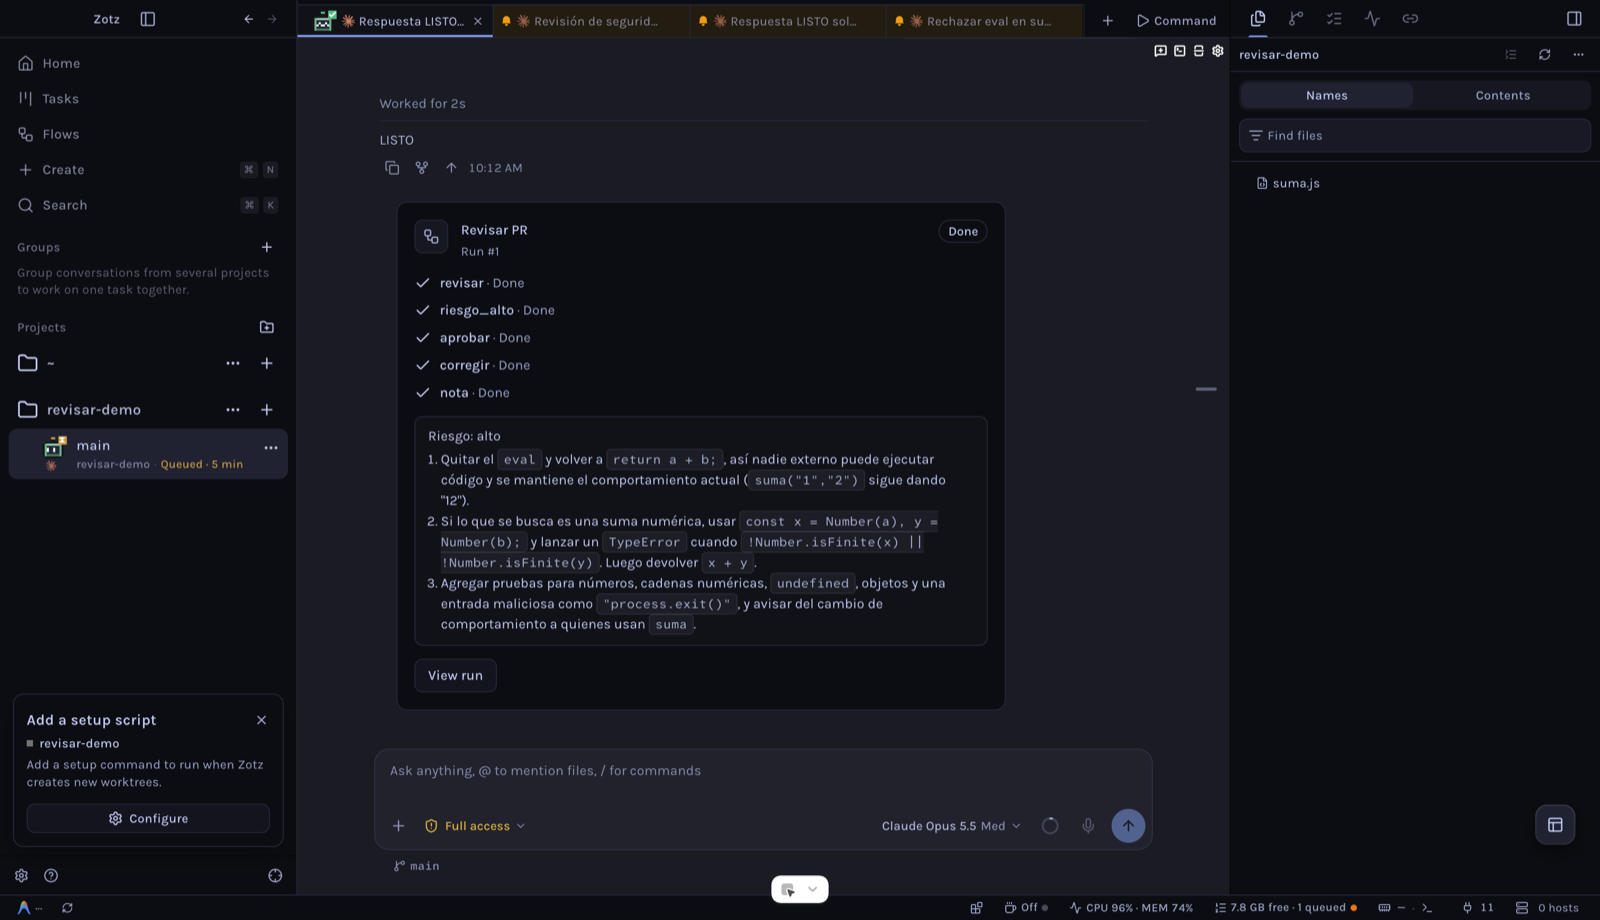 Zotz
Home
Tasks
Flows
Create ⌘ N
Search ⌘ K
Groups
Group conversations from several projects
to work on one task together.
Projects
~
revisar-demo
main
revisar-demo · Queued · 5 min
Add a setup script
revisar-demo
Add a setup command to run when Zotz
creates new worktrees.
Configure
Respuesta LISTO...
Revisión de segurid...
Respuesta LISTO sol...
Rechazar eval en su...
Command
Worked for 2s
LISTO
10:12 AM
Revisar PR
Run #1
Done
revisar · Done
riesgo_alto · Done
aprobar · Done
corregir · Done
nota · Done
Riesgo: alto
1. Quitar el eval y volver a return a + b; , así nadie externo puede ejecutar
código y se mantiene el comportamiento actual ( suma("1","2") sigue dando
"12").
2. Si lo que se busca es una suma numérica, usar const x = Number(a), y =
Number(b); y lanzar un TypeError cuando !Number.isFinite(x) ||
!Number.isFinite(y) . Luego devolver x + y .
3. Agregar pruebas para números, cadenas numéricas, undefined , objetos y una
entrada maliciosa como "process.exit()" , y avisar del cambio de
comportamiento a quienes usan suma .
View run
Ask anything, @ to mention files, / for commands
Full access
Claude Opus 5.5 Med
main
revisar-demo
Names
Contents
Find files
suma.js
Off
CPU 96% · MEM 74%
7.8 GB free · 1 queued
11
0 hosts